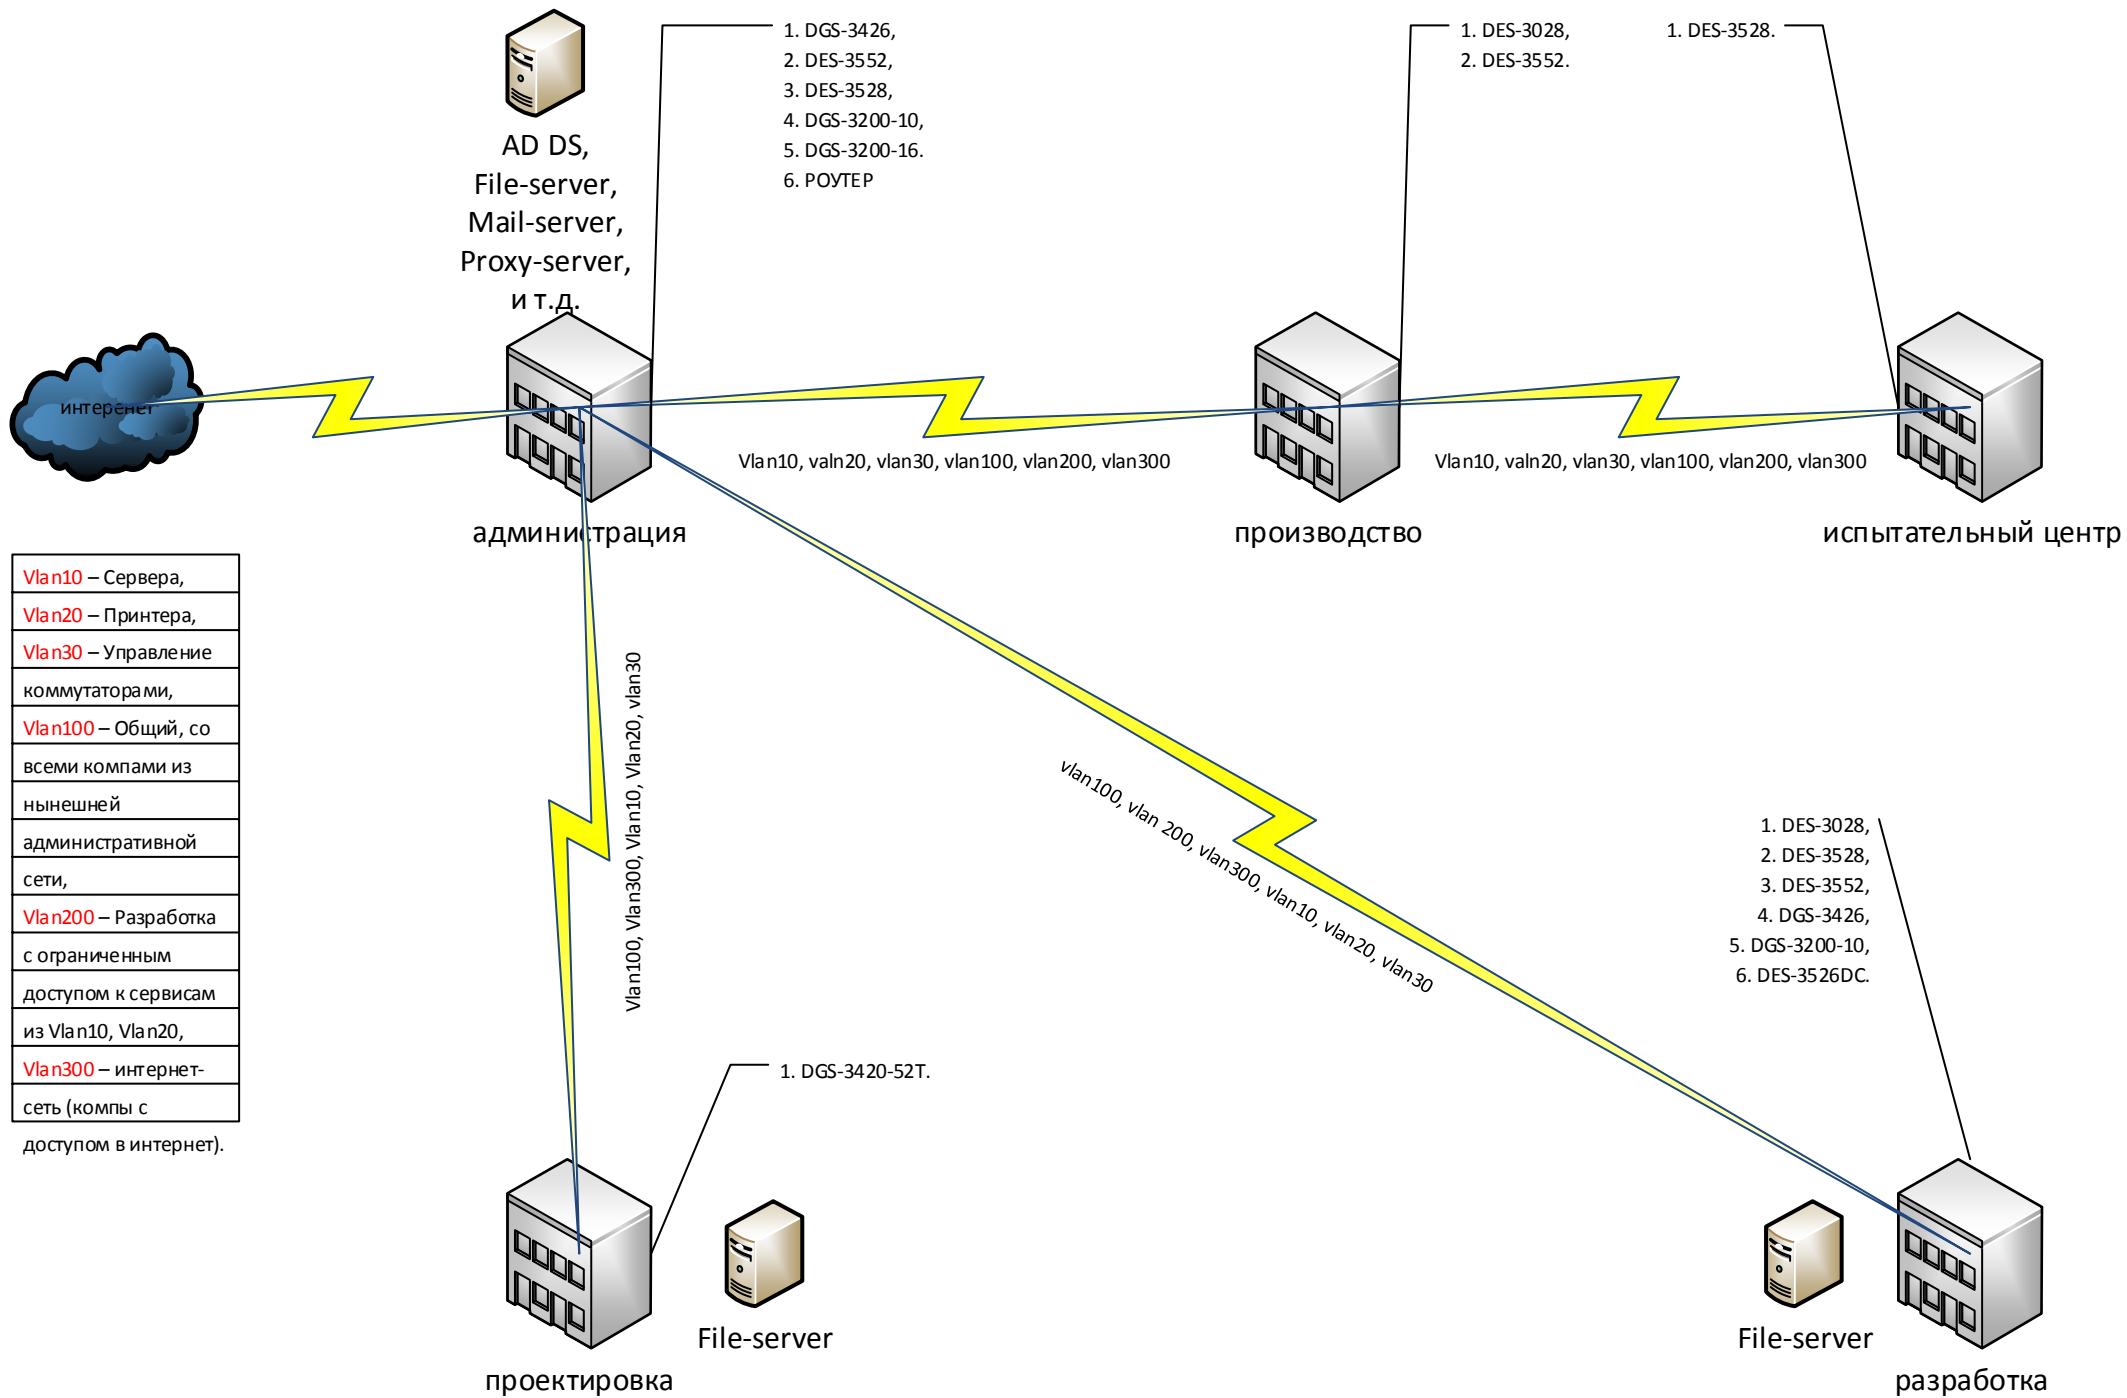 AD DS,
File-server,
Mail-server,
Proxy-server,
и т.д.
1. DGS-3426,
2. DES-3552,
3. DES-3528,
4. DGS-3200-10,
5. DGS-3200-16.
6. РОУТЕР
1. DES-3028,
2. DES-3552.
1. DES-3528.
интеренет
Vlan10, valn20, vlan30, vlan100, vlan200, vlan300
Vlan10, valn20, vlan30, vlan100, vlan200, vlan300
администрация
производство
испытательный центр
Vlan10 – Сервера,
Vlan20 – Принтера,
Vlan30 – Управление
коммутаторами,
Vlan100 – Общий, со
всеми компами из
нынешней
административной
сети,
Vlan200 – Разработка
с ограниченным
доступом к сервисам
из Vlan10, Vlan20,
Vlan300 – интернет-
сеть (компы с
доступом в интернет).
Vlan100, Vlan300, Vlan10, Vlan20, vlan30
vlan100, vlan 200, vlan300, vlan10, vlan20, vlan30
1. DES-3028,
2. DES-3528,
3. DES-3552,
4. DGS-3426,
5. DGS-3200-10,
6. DES-3526DC.
1. DGS-3420-52T.
File-server
проектировка
File-server
разработка